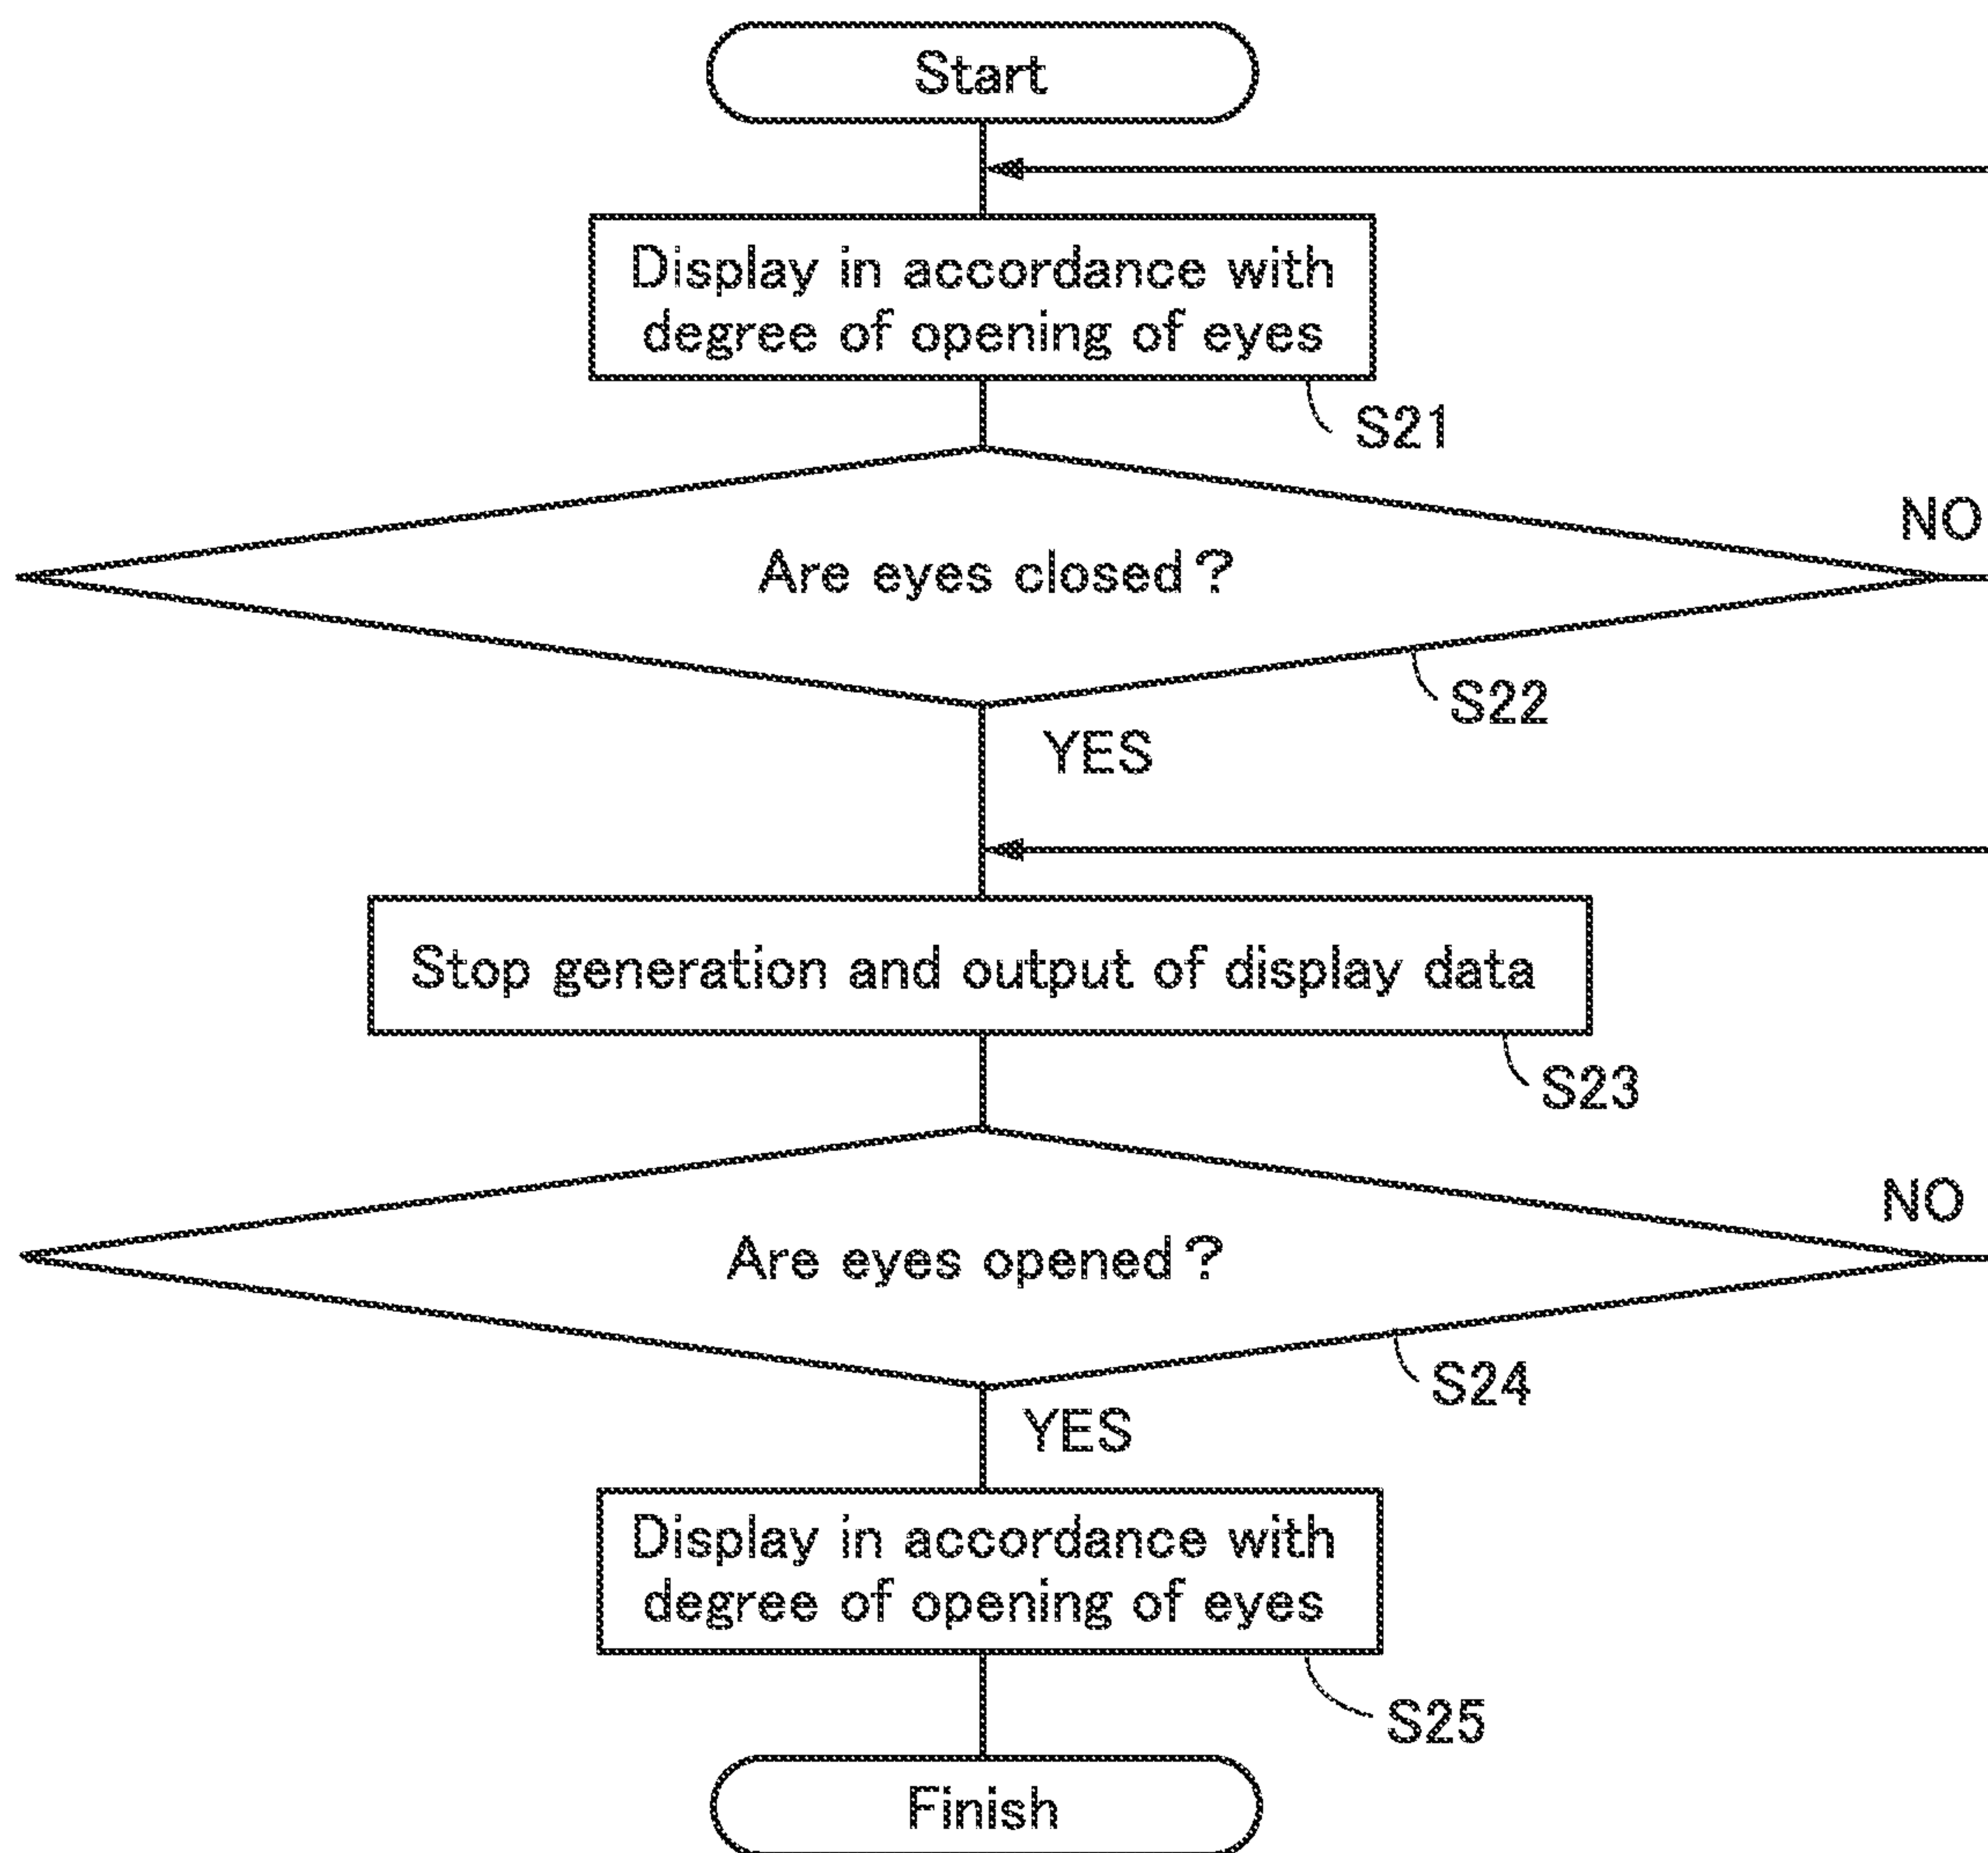 Start
Display in accordance with
degree of opening of eyes
S21
Are eyes closed?
NO
S22
YES
Stop generation and output of display data
S23
Are eyes opened?
NO
S24
YES
Display in accordance with
degree of opening of eyes
S25
Finish